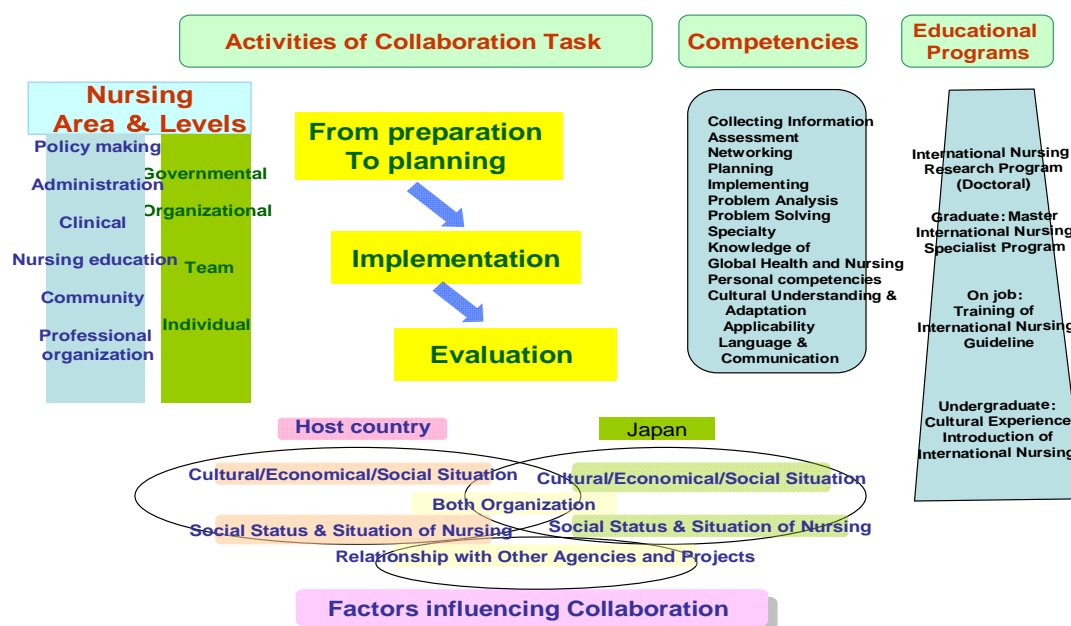 Activities of Collaboration Task
Competencies
Educational
Programs
Nursing
Area & Levels
Policy making
Administration
Clinical
Nursing education
Community
Professional
organization
Governmental
Organizational
Team
Individual
From preparation
To planning
Implementation
Evaluation
Collecting Information
Assessment
Networking
Planning
Implementing
Problem Analysis
Problem Solving
Specialty
Knowledge of
Global Health and Nursing
Personal competencies
Cultural Understanding &
Adaptation
Applicability
Language &
Communication
International Nursing
Research Program
(Doctoral)
Graduate: Master
International Nursing
Specialist Program
On job:
Training of
International Nursing
Guideline
Undergraduate:
Cultural Experience
Introduction of
International Nursing
Host country
Japan
Cultural/Economical/Social Situation
Cultural/Economical/Social Situation
Both Organization
Social Status & Situation of Nursing
Social Status & Situation of Nursing
Relationship with Other Agencies and Projects
Factors influencing Collaboration